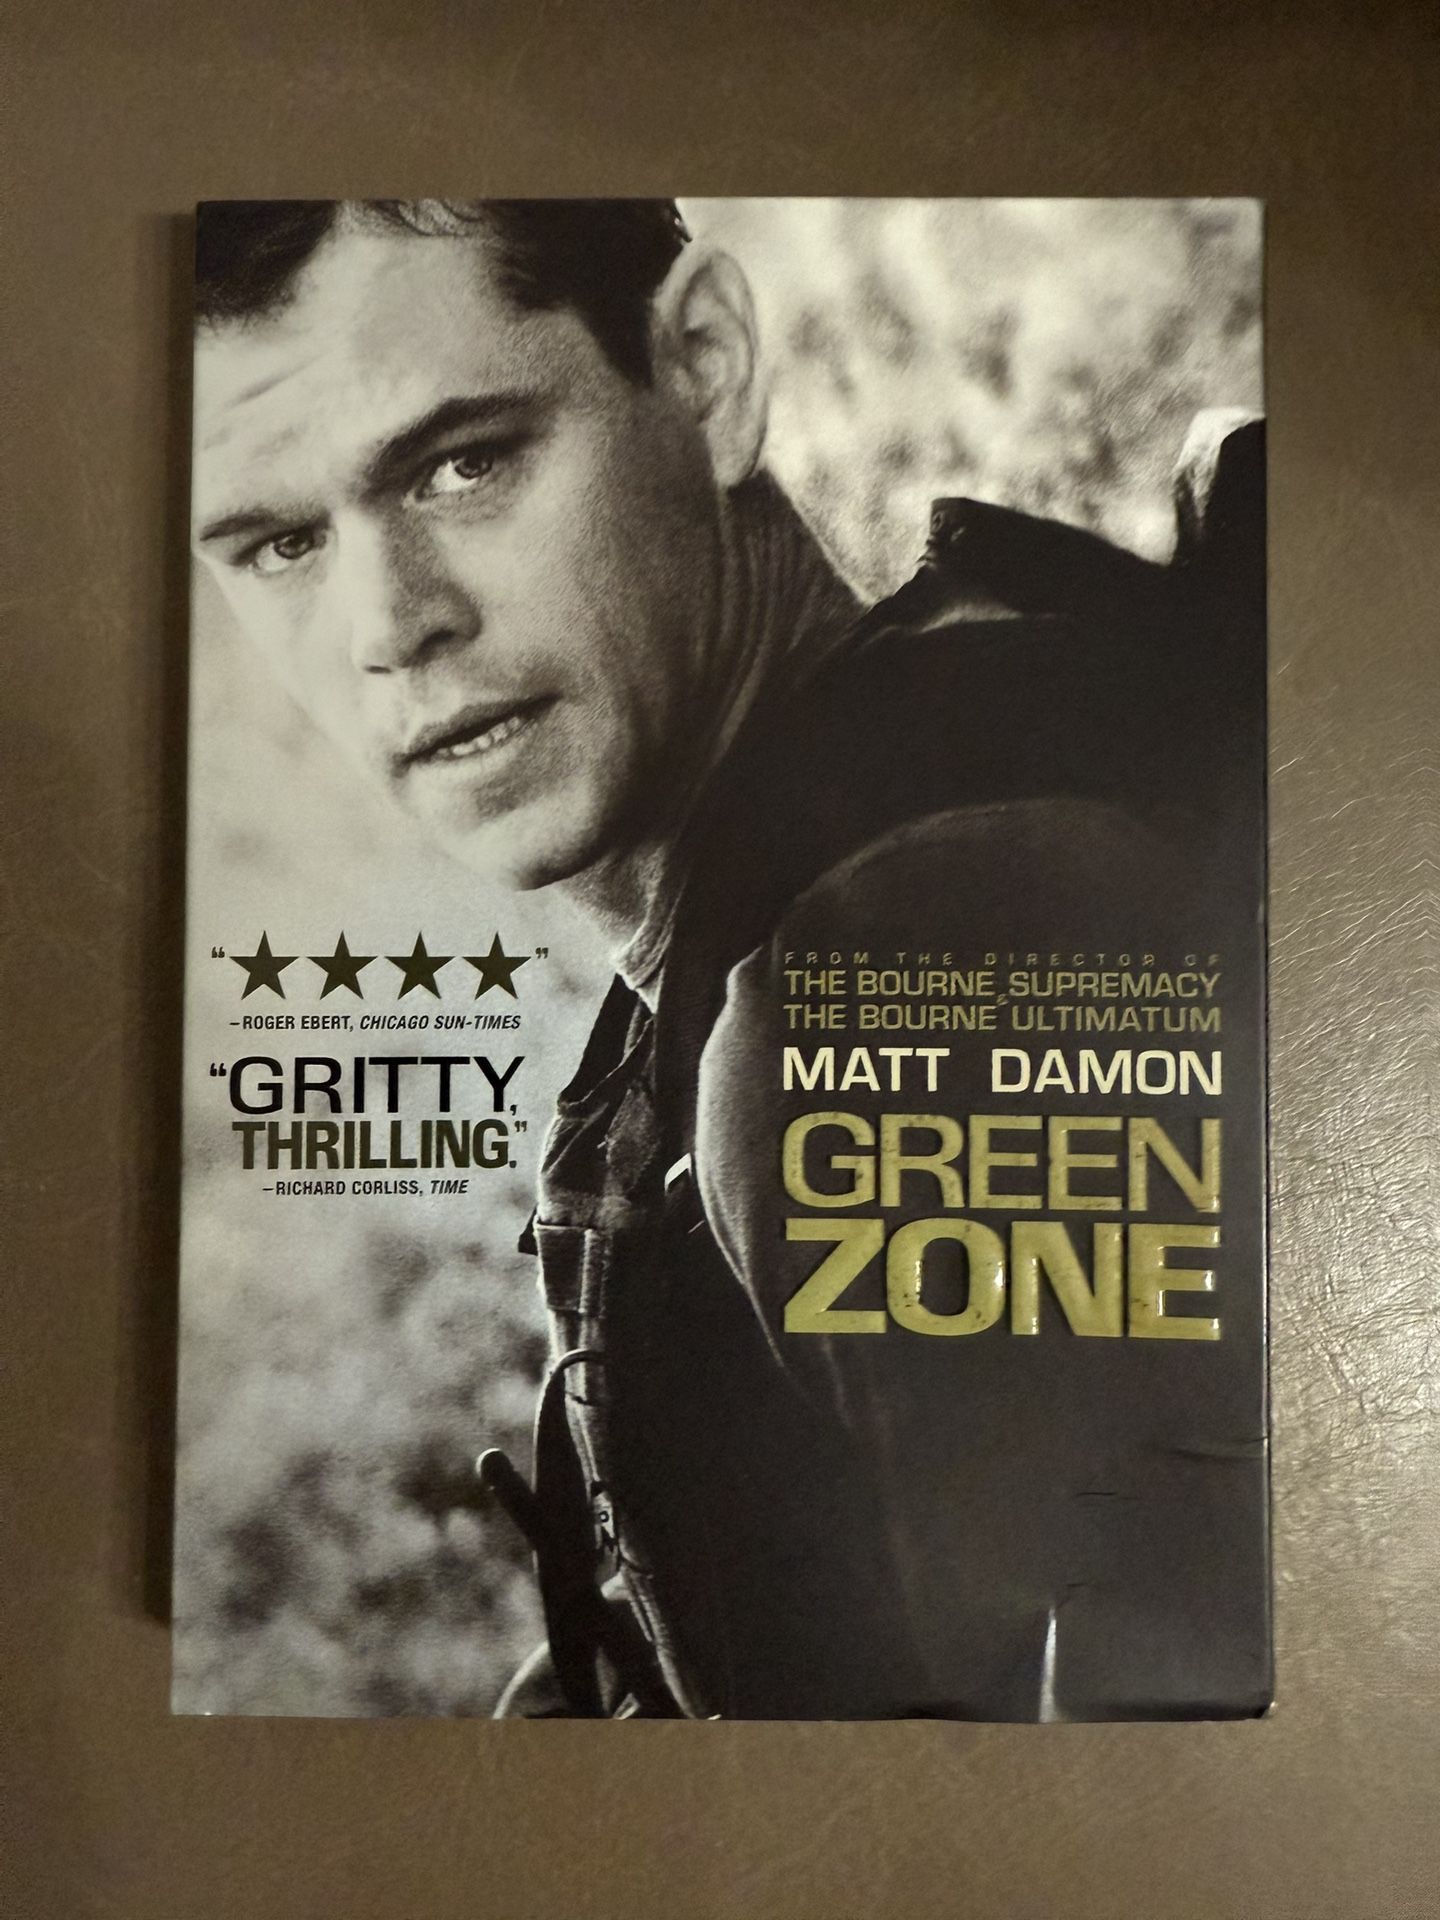 “★★★★”
–ROGER EBERT, CHICAGO SUN-TIMES
“GRITTY,
THRILLING.”
–RICHARD CORLISS, TIME
FROM THE DIRECTOR OF
THE BOURNE SUPREMACY
&
THE BOURNE ULTIMATUM
MATT DAMON
GREEN
ZONE